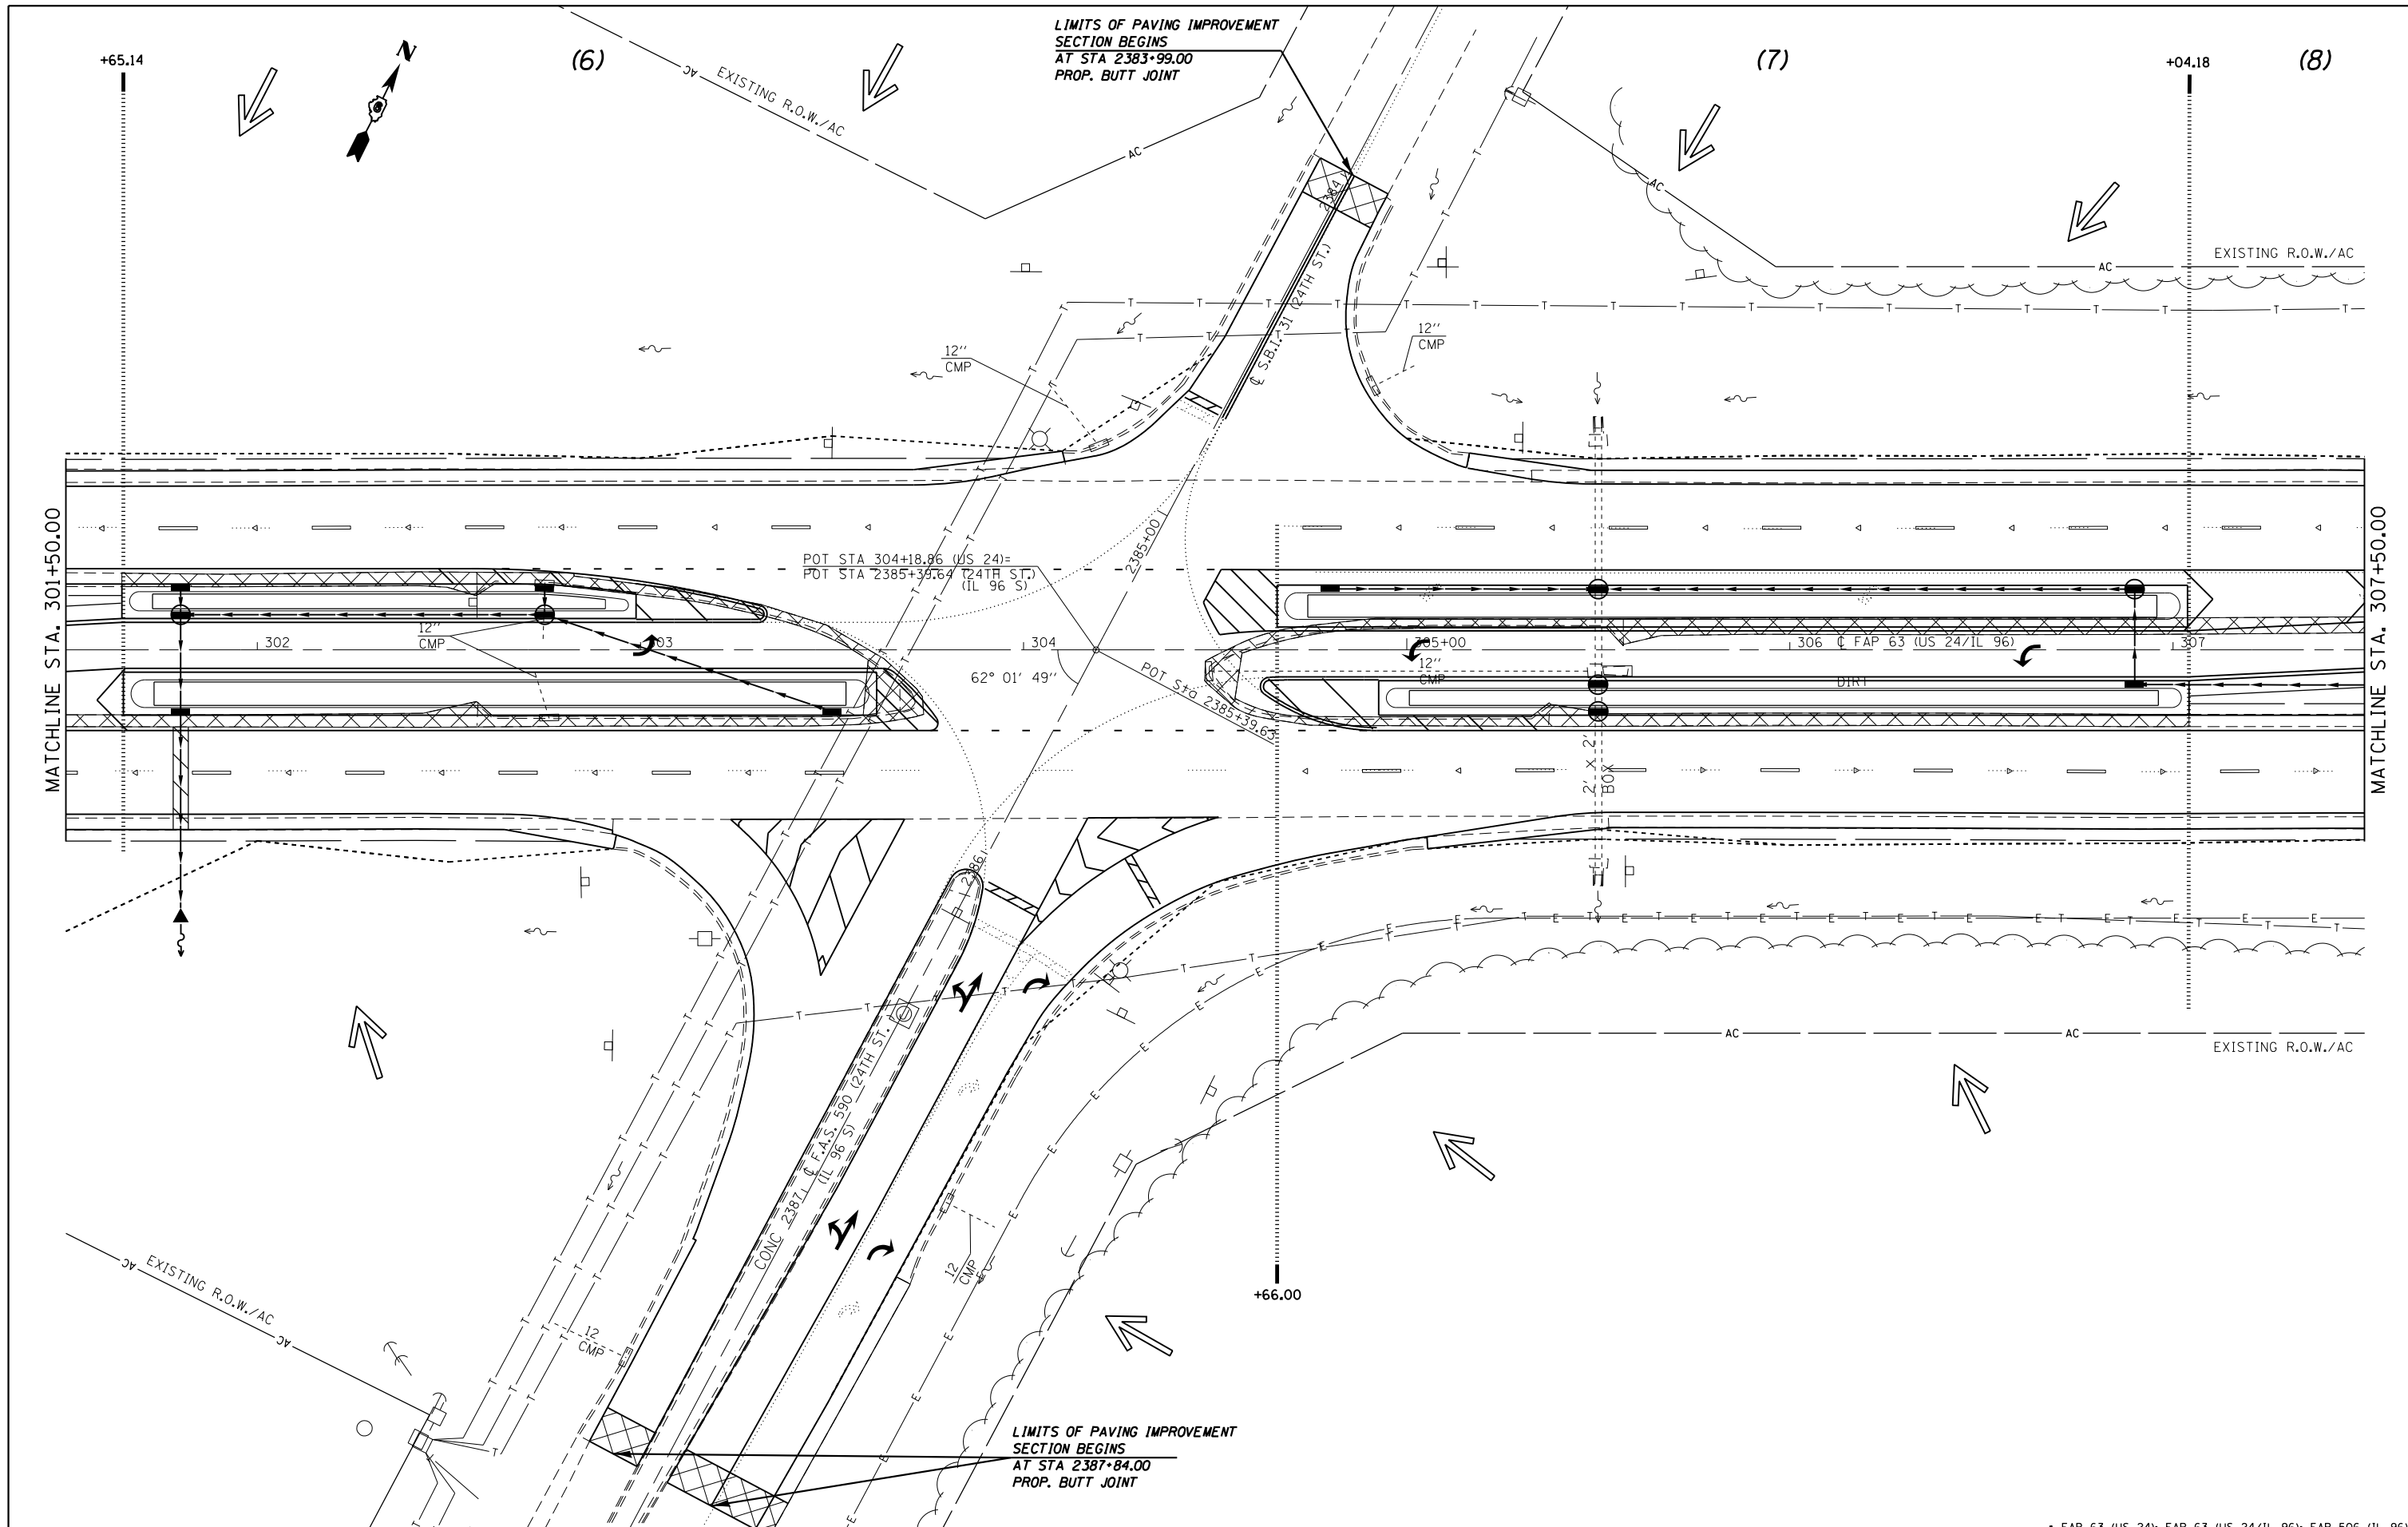 LIMITS OF PAVING IMPROVEMENT
SECTION BEGINS
AT STA 2383+99.00
PROP. BUTT JOINT
+65.14
N
(6)
(7)
+04.18
(8)
EXISTING R.O.W./AC
AC
AC
AC
2384
AC
EXISTING R.O.W./AC
AC
℄ S.B.I. 31 (24TH ST.)
12''
CMP
12''
CMP
MATCHLINE STA. 301+50.00
MATCHLINE STA. 307+50.00
2385+00
POT STA 304+18.86 (US 24)=
POT STA 2385+39.64 (24TH ST.)
(IL 96 S)
12''
CMP
302
303
304
305+00
306 ℄ FAP 63 (US 24/IL 96)
307
62° 01' 49''
POT Sta 2385+39.63
12''
CMP
DIRT
2' X 2'
BOX
2386
AC
AC
EXISTING R.O.W./AC
CONC 2387 ℄ F.A.S. 590 (24TH ST.)
(IL 96 S)
12
CMP
AC
EXISTING R.O.W./AC
AC
+66.00
12
CMP
LIMITS OF PAVING IMPROVEMENT
SECTION BEGINS
AT STA 2387+84.00
PROP. BUTT JOINT